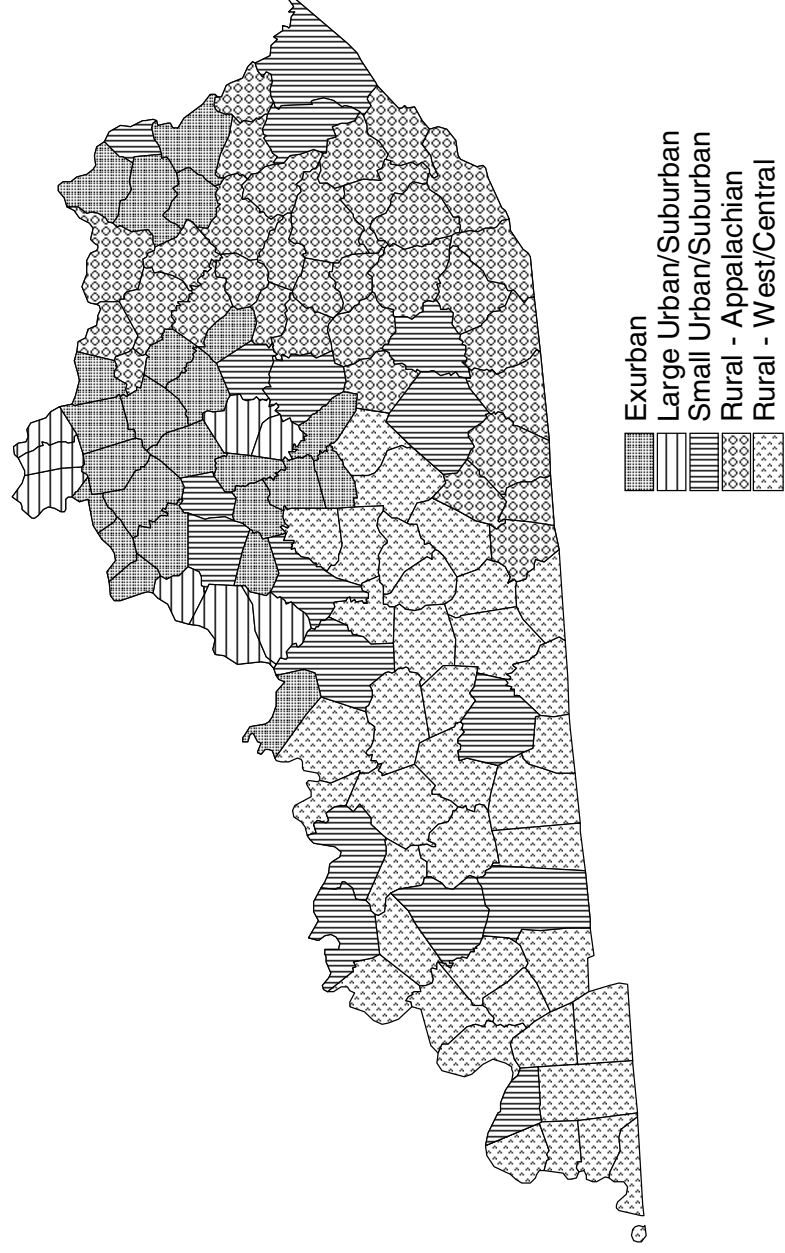 Exurban
Large Urban/Suburban
Small Urban/Suburban
Rural - Appalachian
Rural - West/Central